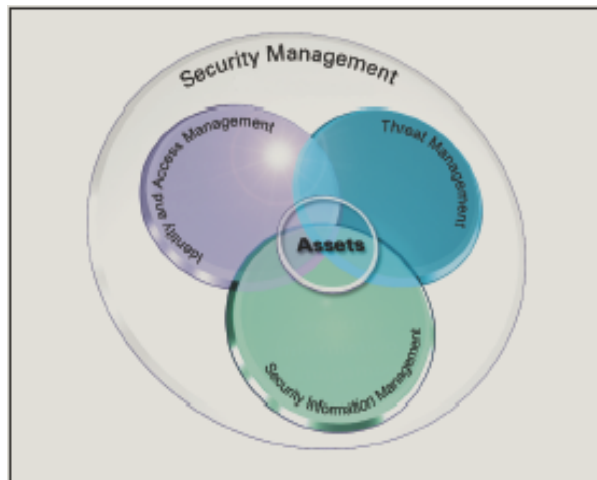 Security Management
Identity and Access Management
Threat Management
Assets
Security Information Management